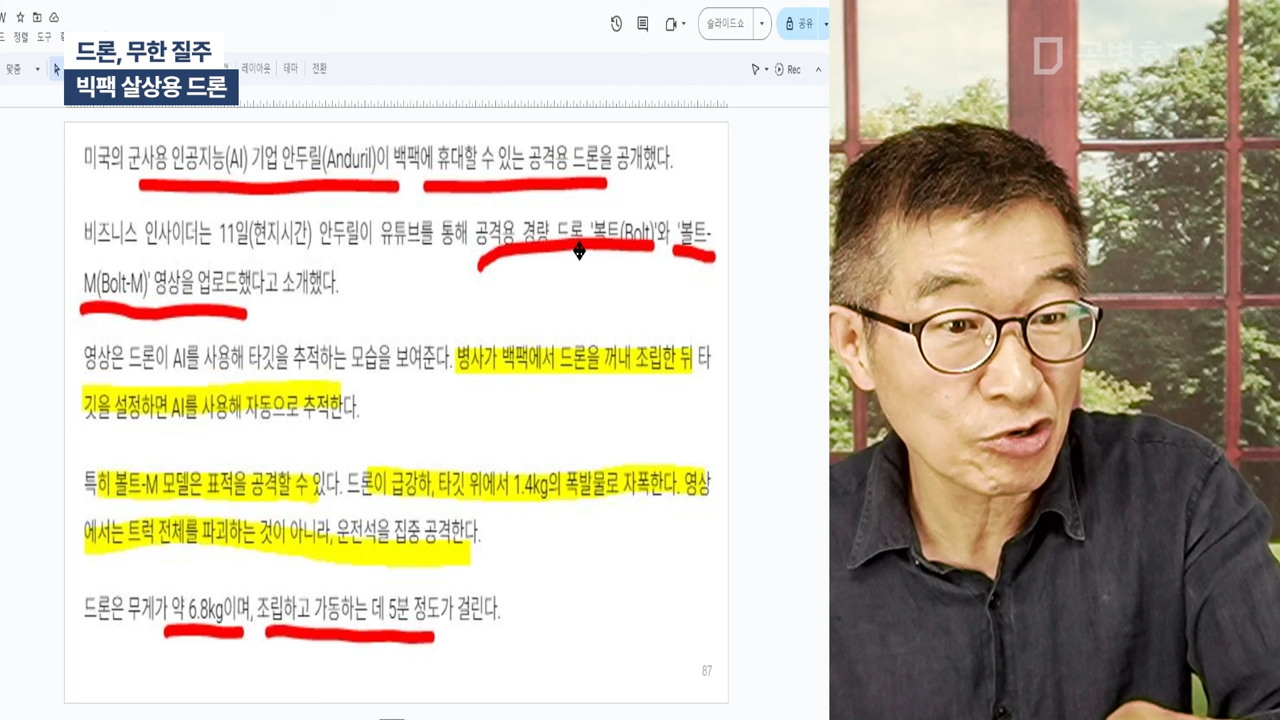 슬라이드쇼
공유
정렬 도구
맞춤
레이아웃 테마 전환
Rec
드론, 무한 질주
빅팩 살상용 드론
공병호TV
미국의 군사용 인공지능(AI) 기업 안두릴(Anduril)이 백팩에 휴대할 수 있는 공격용 드론을 공개했다.
비즈니스 인사이더는 11일(현지시간) 안두릴이 유튜브를 통해 공격용 경량 드론 '볼트(Bolt)'와 '볼트-
M(Bolt-M)' 영상을 업로드했다고 소개했다.
영상은 드론이 AI를 사용해 타깃을 추적하는 모습을 보여준다. 병사가 백팩에서 드론을 꺼내 조립한 뒤 타
깃을 설정하면 AI를 사용해 자동으로 추적한다.
특히 볼트-M 모델은 표적을 공격할 수 있다. 드론이 급강하, 타깃 위에서 1.4kg의 폭발물로 자폭한다. 영상
에서는 트럭 전체를 파괴하는 것이 아니라, 운전석을 집중 공격한다.
드론은 무게가 약 6.8kg이며, 조립하고 가동하는 데 5분 정도가 걸린다.
87